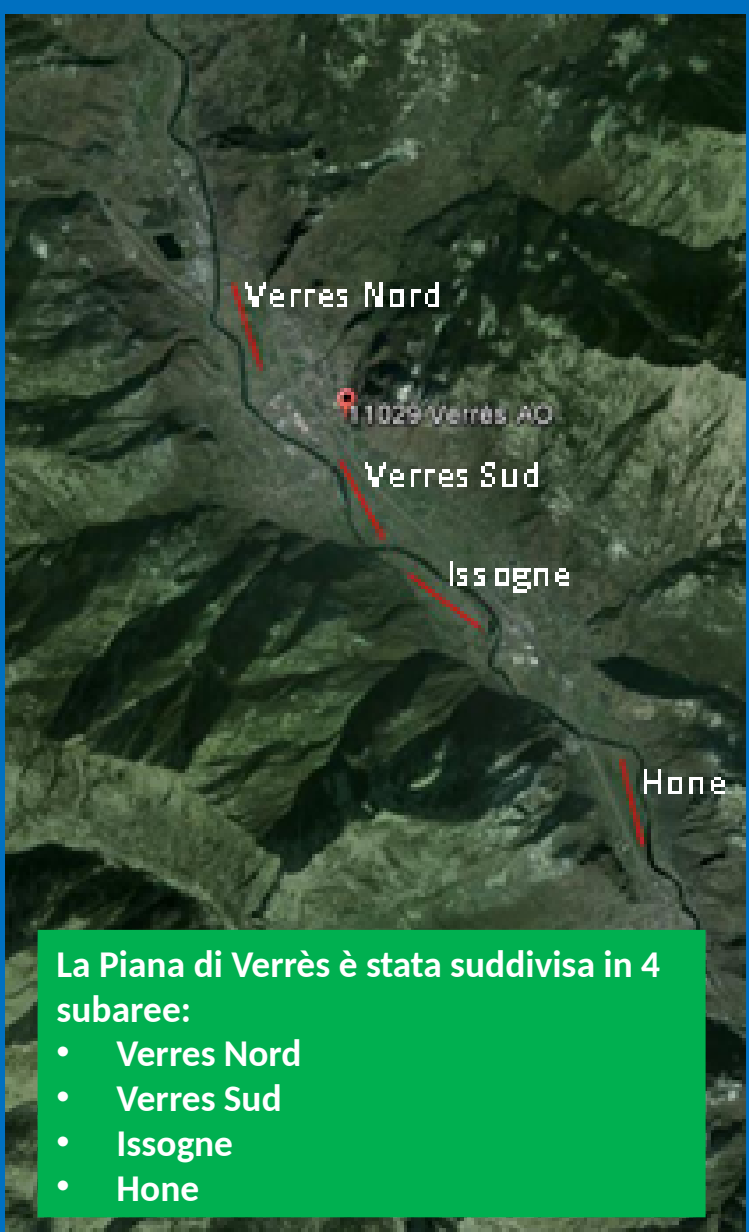 Verres Nord
11029 Verrès AO
Verres Sud
Issogne
Hone
La Piana di Verrès è stata suddivisa in 4
subaree:
• Verres Nord
• Verres Sud
• Issogne
• Hone